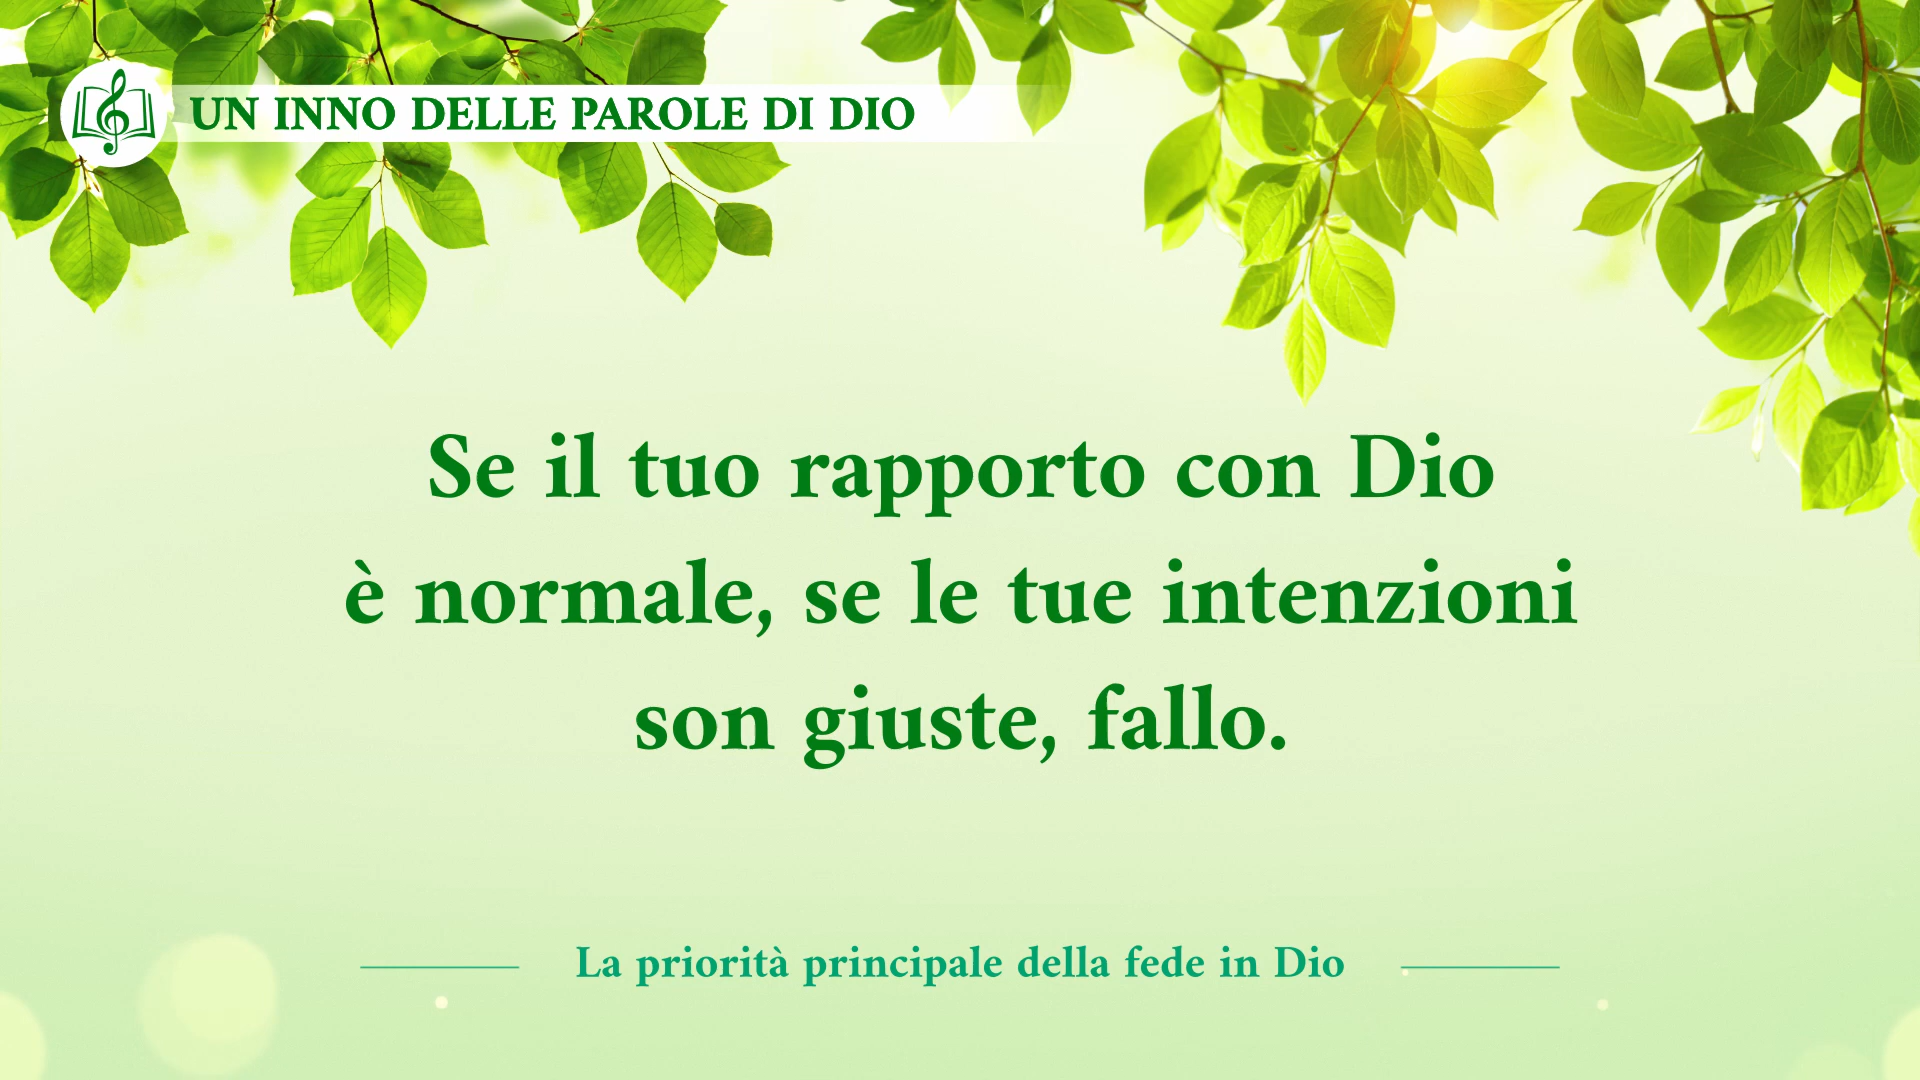 UN INNO DELLE PAROLE DI DIO
Se il tuo rapporto con Dio
è normale, se le tue intenzioni
son giuste, fallo.
La priorità principale della fede in Dio